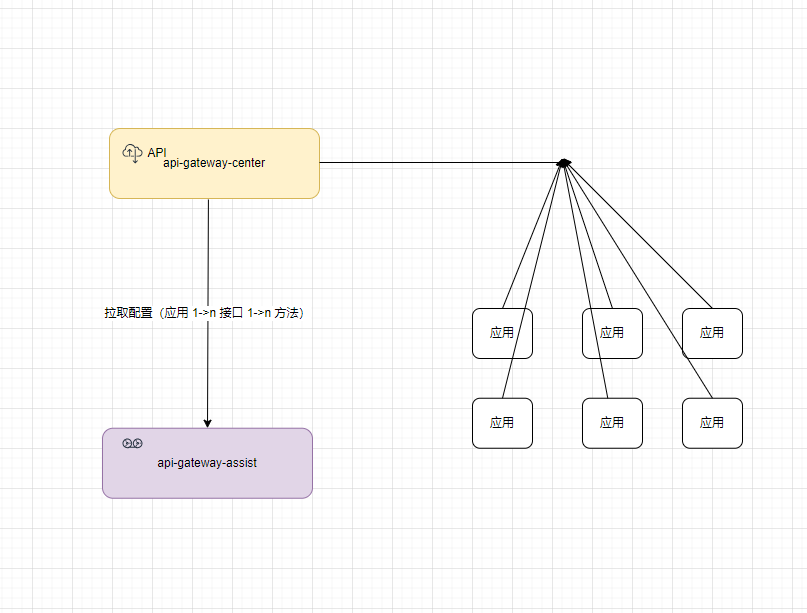 API
api-gateway-center
拉取配置（应用 1->n 接口 1->n 方法）
api-gateway-assist
应用
应用
应用
应用
应用
应用